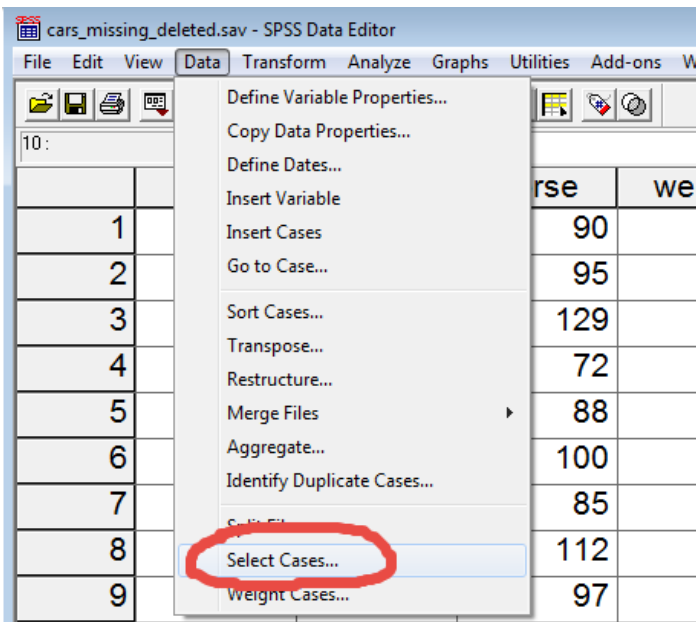 cars_missing_deleted.sav - SPSS Data Editor
File Edit View Data Transform Analyze Graphs Utilities Add-ons W
10 :
Define Variable Properties...
Copy Data Properties...
Define Dates...
Insert Variable
Insert Cases
Go to Case...
Sort Cases...
Transpose...
Restructure...
Merge Files
Aggregate...
Identify Duplicate Cases...
Split Fil
Select Cases...
Weight Cases...
rse we
1 90
2 95
3 129
4 72
5 88
6 100
7 85
8 112
9 97